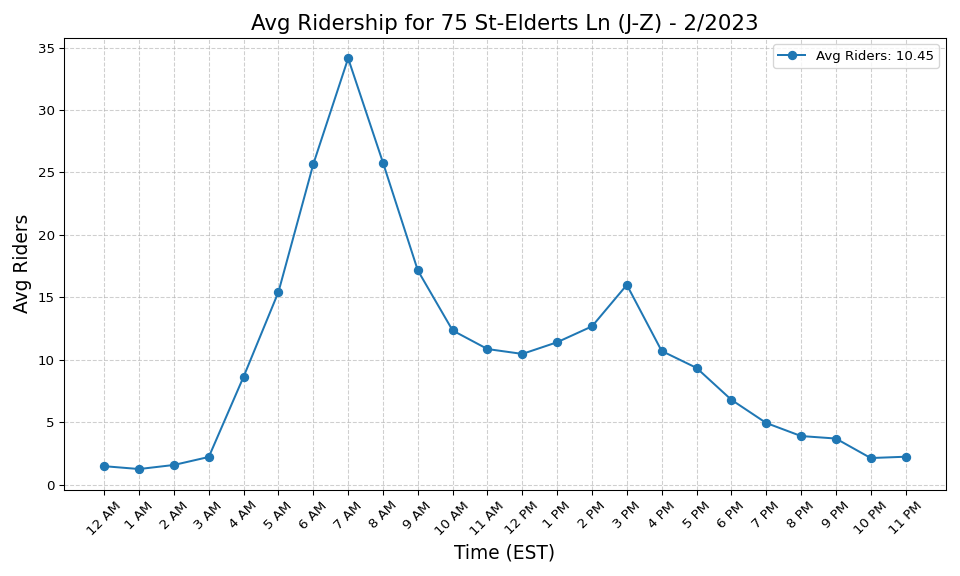 Avg Ridership for 75 St-Elderts Ln (J-Z) - 2/2023
Avg Riders: 10.45
Avg Riders
35
30
25
20
15
10
5
0
12 AM
1 AM
2 AM
3 AM
4 AM
5 AM
6 AM
7 AM
8 AM
9 AM
10 AM
11 AM
12 PM
1 PM
2 PM
3 PM
4 PM
5 PM
6 PM
7 PM
8 PM
9 PM
10 PM
11 PM
Time (EST)